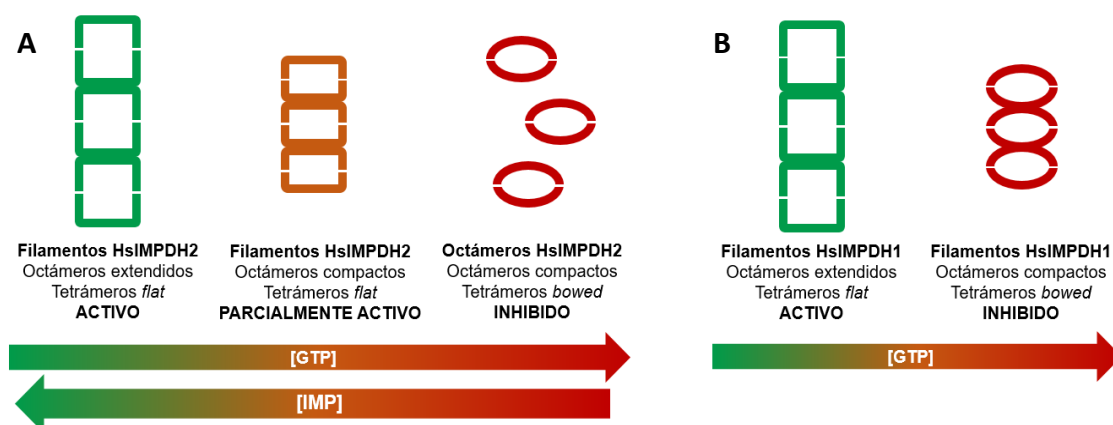 A
Filamentos HsIMPDH2
Octámeros extendidos
Tetrámeros flat
ACTIVO
Filamentos HsIMPDH2
Octámeros compactos
Tetrámeros flat
PARCIALMENTE ACTIVO
Octámeros HsIMPDH2
Octámeros compactos
Tetrámeros bowed
INHIBIDO
[GTP]
[IMP]
B
Filamentos HsIMPDH1
Octámeros extendidos
Tetrámeros flat
ACTIVO
Filamentos HsIMPDH1
Octámeros compactos
Tetrámeros bowed
INHIBIDO
[GTP]